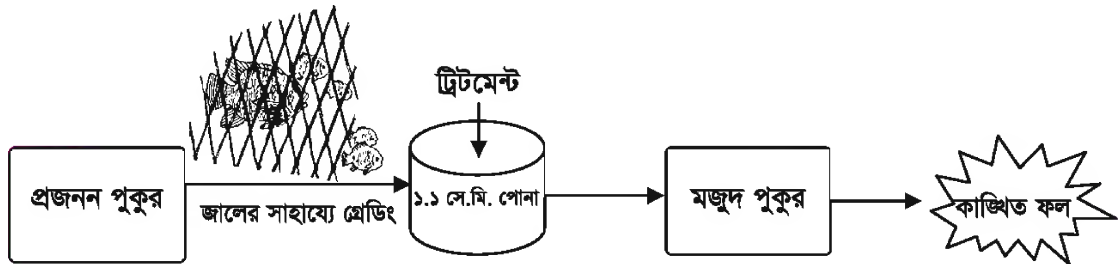 ট্রিটমেন্ট
প্রজনন পুকুর
জালের সাহায্যে গ্রেডিং
১.১ সে.মি. পোনা
মজুদ পুকুর
কাঙ্খিত ফল